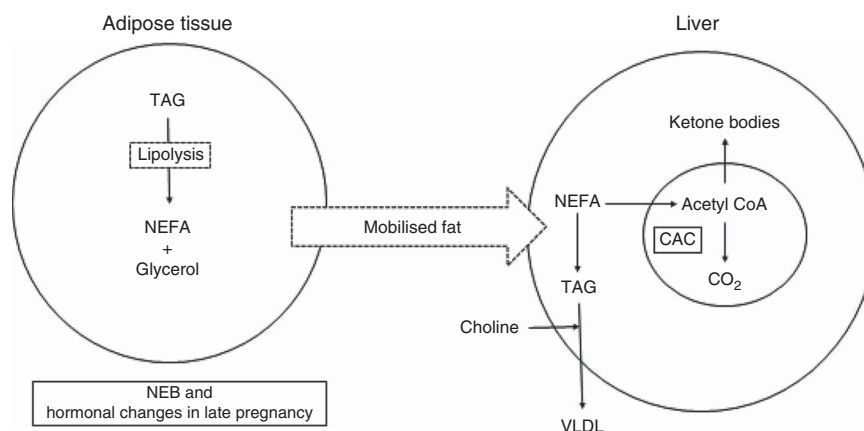 Adipose tissue
TAG
Lipolysis
NEFA
+
Glycerol
NEB and
hormonal changes in late pregnancy
Mobilised fat
Liver
Ketone bodies
NEFA
Acetyl CoA
CAC
CO₂
TAG
Choline
VLDL